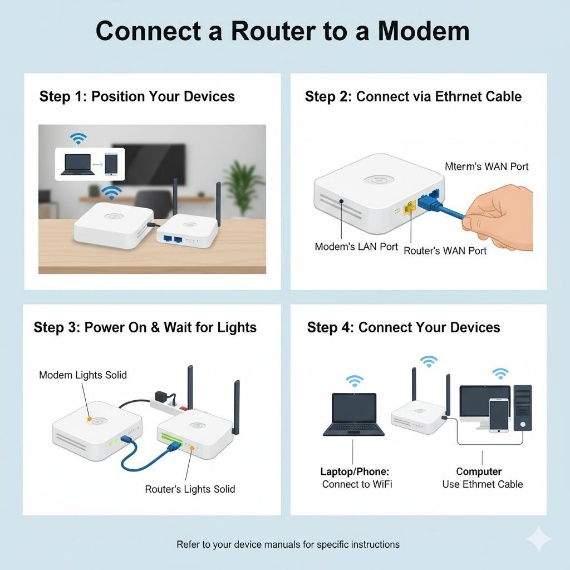 Connect a Router to a Modem
Step 1: Position Your Devices
Step 2: Connect via Ethrnet Cable
Mterm's WAN Port
Modem's LAN Port
Router's WAN Port
Step 3: Power On & Wait for Lights
Modem Lights Solid
Router's Lights Solid
Step 4: Connect Your Devices
Laptop/Phone:
Connect to WiFi
Computer
Use Ethrnet Cable
Refer to your device manuals for specific instructions